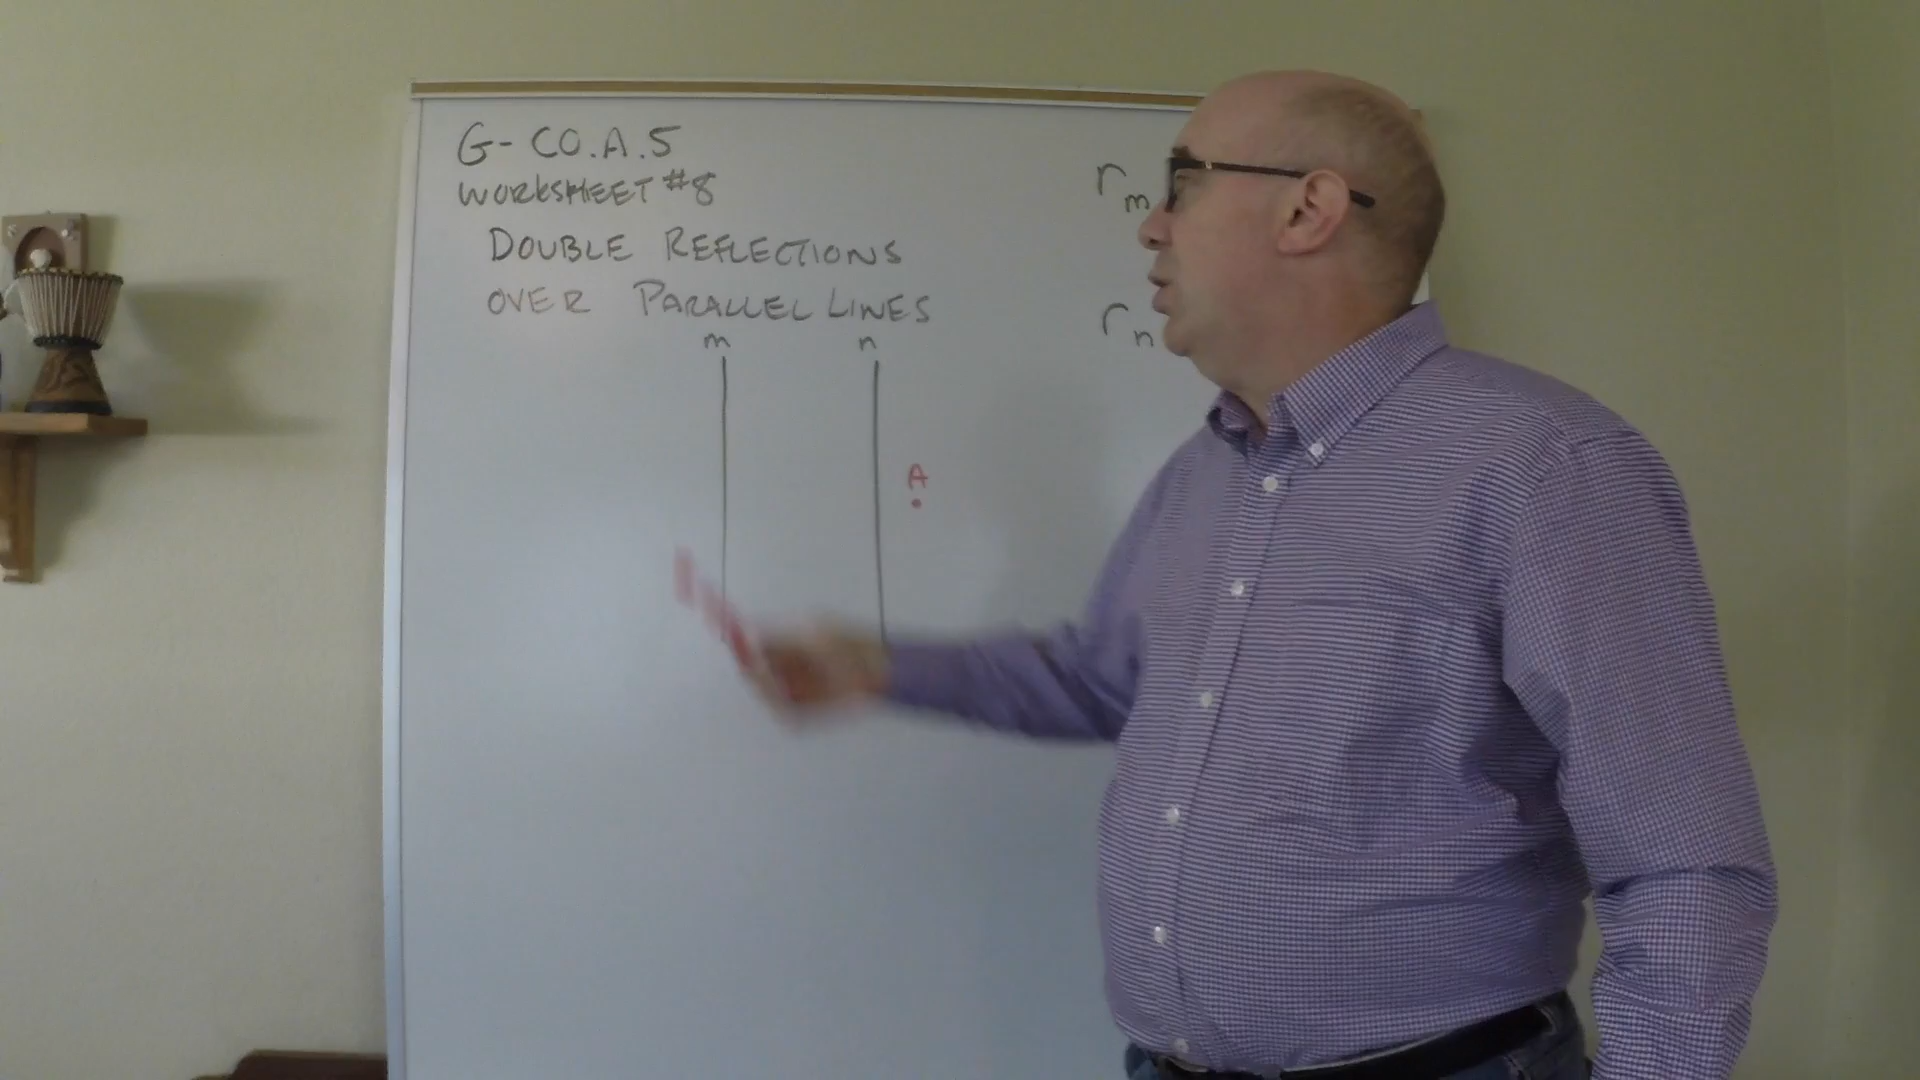 G-CO.A.5
WORKSHEET #8
DOUBLE REFLECTIONS
OVER PARALLEL LINES
m n
A
r m
r n